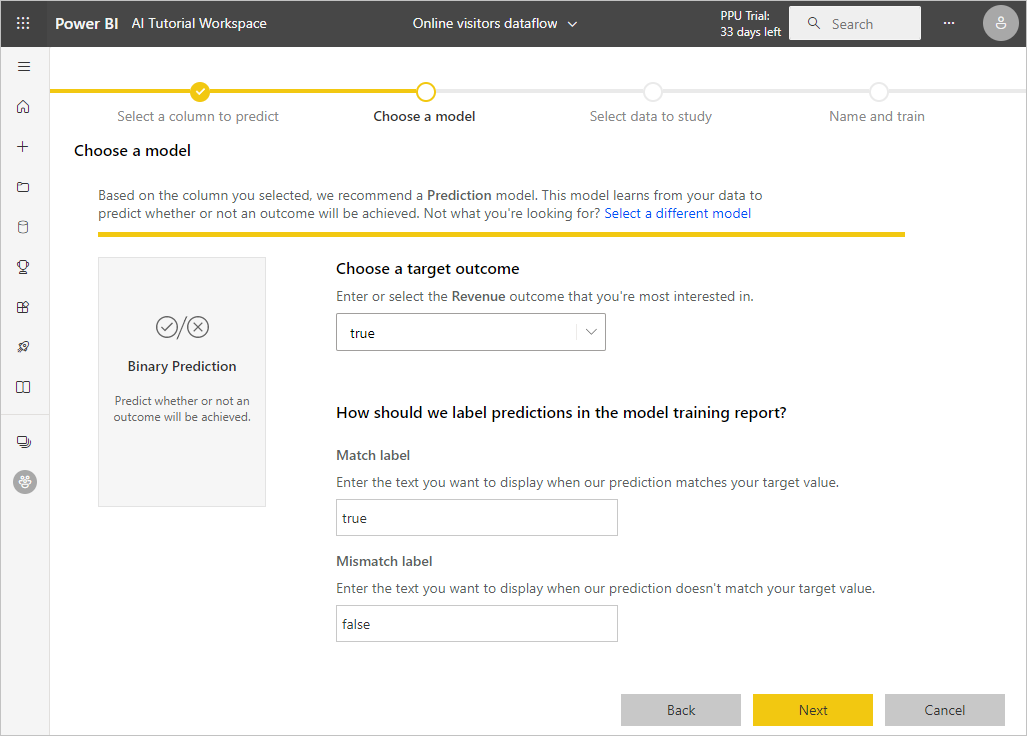 Power BI AI Tutorial Workspace Online visitors dataflow PPU Trial: Search
33 days left
Select a column to predict Choose a model Select data to study Name and train
Choose a model
Based on the column you selected, we recommend a Prediction model. This model learns from your data to
predict whether or not an outcome will be achieved. Not what you're looking for? Select a different model
Binary Prediction
Predict whether or not an
outcome will be achieved.
Choose a target outcome
Enter or select the Revenue outcome that you're most interested in.
true
How should we label predictions in the model training report?
Match label
Enter the text you want to display when our prediction matches your target value.
true
Mismatch label
Enter the text you want to display when our prediction doesn't match your target value.
false
Back Next Cancel